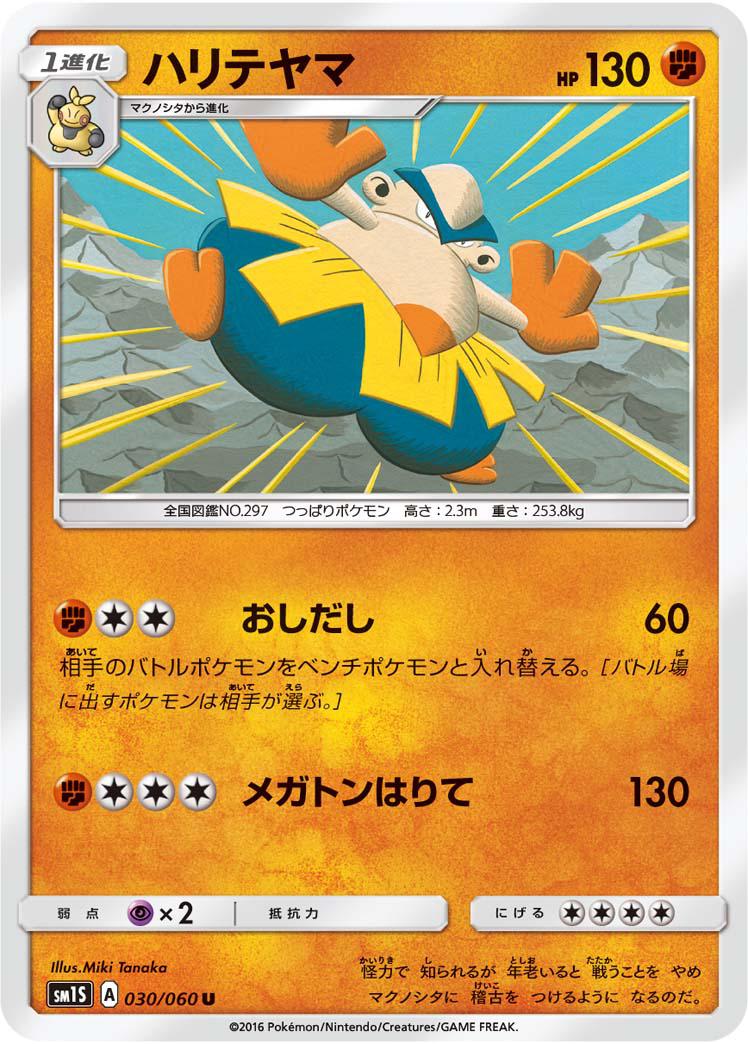 1進化
ハリテヤマ
HP 130
マクノシタから進化
全国図鑑NO.297 つっぱりポケモン 高さ：2.3m 重さ：253.8kg
おしだし 60
相手のバトルポケモンをベンチポケモンと入れ替える。[バトル場
に出すポケモンは相手が選ぶ。]
メガトンはりて 130
弱点 ×2 抵抗力 にげる
Illus.Miki Tanaka
怪力で 知られるが 年老いると 戦うことを やめ
マクノシタに 稽古を つけるように なるのだ。
SM1S A 030/060 U
©2016 Pokémon/Nintendo/Creatures/GAME FREAK.